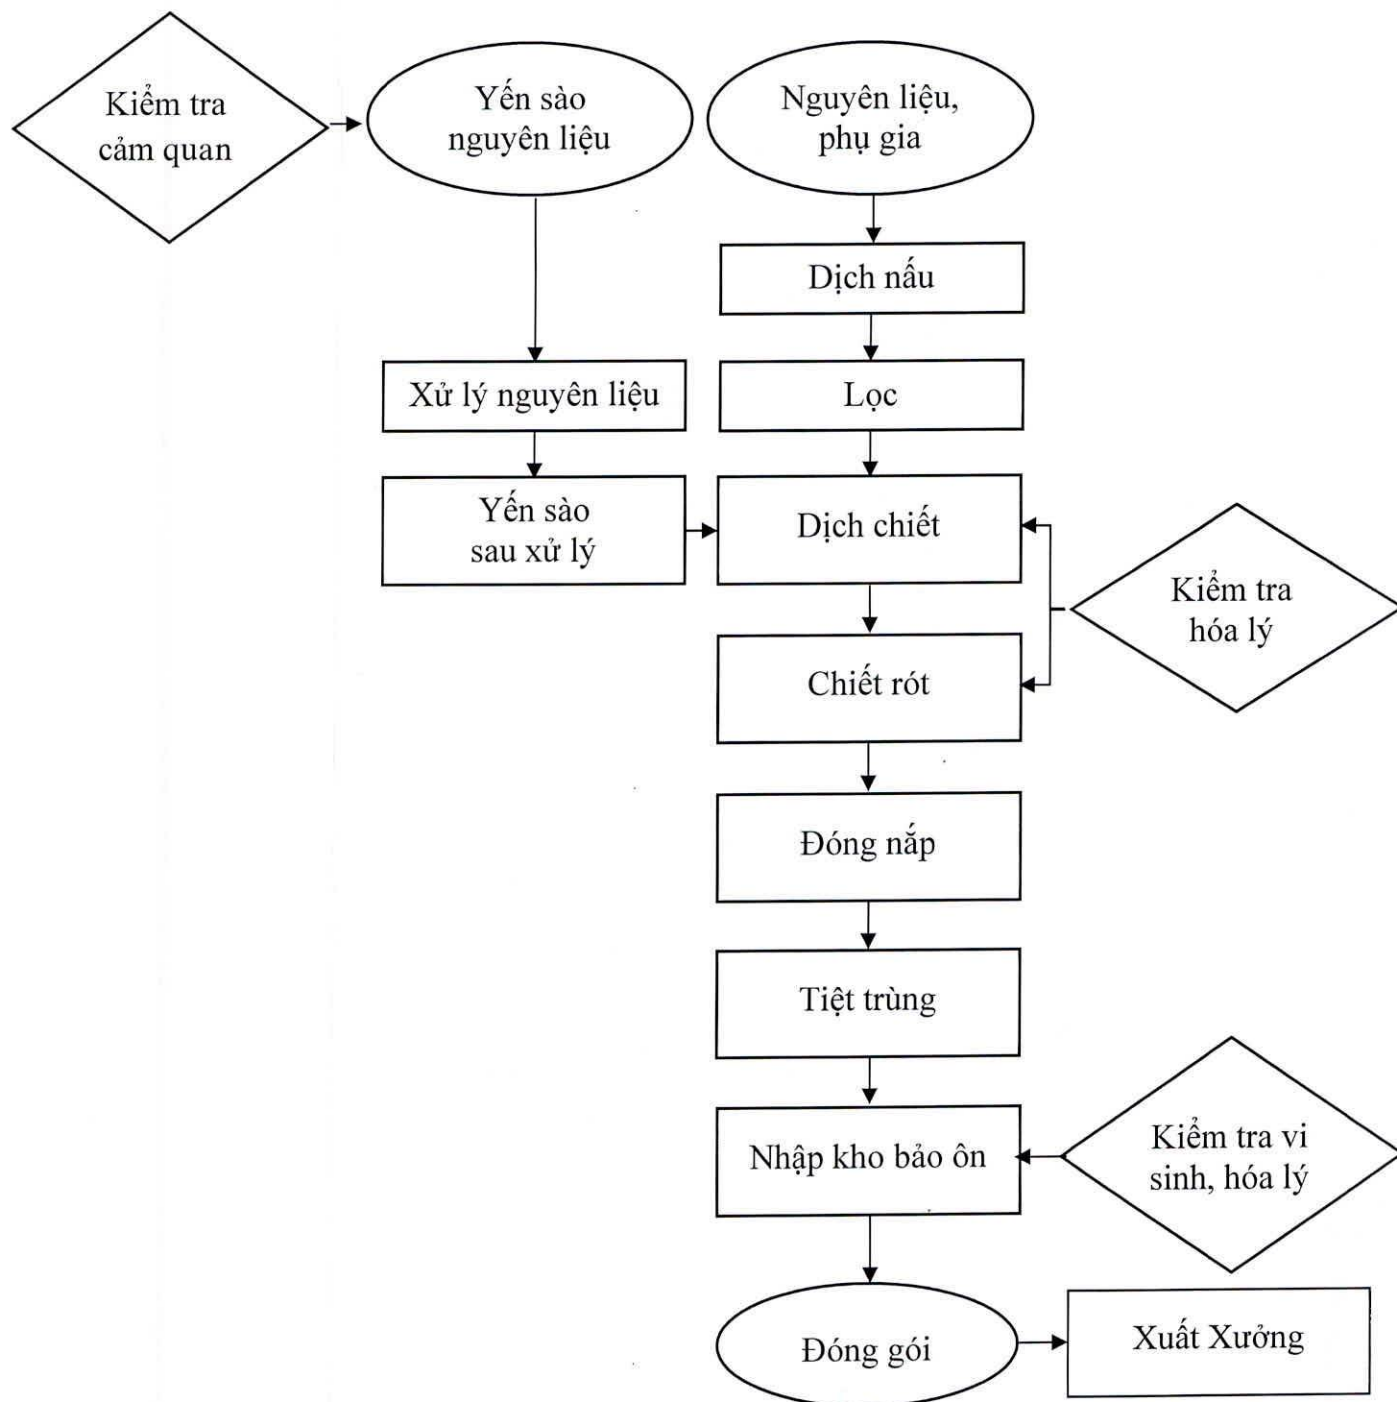 Kiểm tra
cảm quan
Yến sào
nguyên liệu
Nguyên liệu,
phụ gia
Dịch nấu
Xử lý nguyên liệu
Lọc
Yến sào
sau xử lý
Dịch chiết
Kiểm tra
hóa lý
Chiết rót
Đóng nắp
Tiệt trùng
Nhập kho bảo ôn
Kiểm tra vi
sinh, hóa lý
Đóng gói
Xuất Xưởng